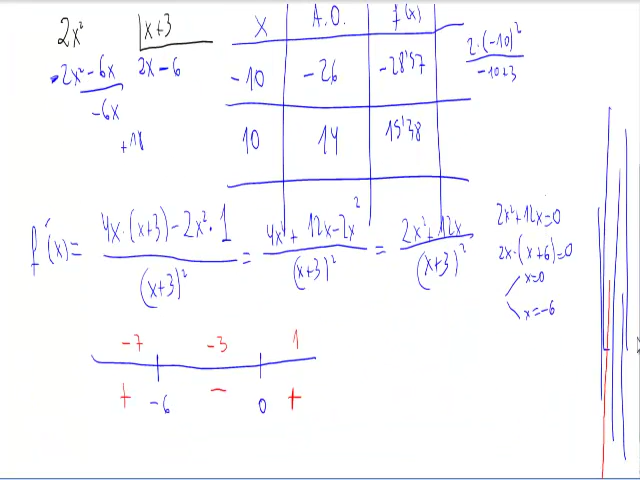 2x² |x+3
-2x² - 6x 2x - 6
-6x
+18
x A.O. f(x)
-10 -26 -28'57
10 14 15'38
2·(-10)²
-10+3
f'(x) = 4x·(x+3) - 2x²·1 / (x+3)² = 4x² + 12x - 2x² / (x+3)² = 2x² + 12x / (x+3)²
2x² + 12x = 0
2x·(x+6) = 0
x=0
x=-6
-7 -3 1
+ -6 - 0 +